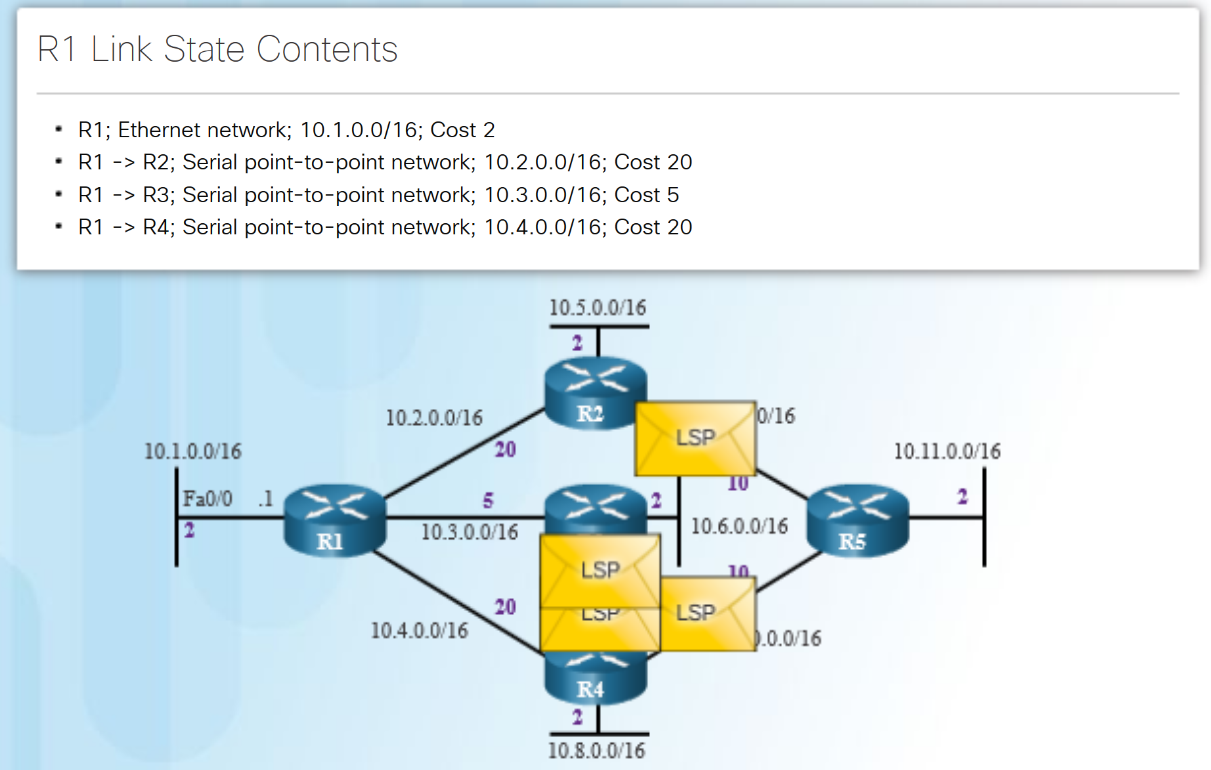 R1 Link State Contents
R1; Ethernet network; 10.1.0.0/16; Cost 2
R1 -> R2; Serial point-to-point network; 10.2.0.0/16; Cost 20
R1 -> R3; Serial point-to-point network; 10.3.0.0/16; Cost 5
R1 -> R4; Serial point-to-point network; 10.4.0.0/16; Cost 20
10.5.0.0/16
2
R2
10.2.0.0/16
0/16
LSP
20
10.1.0.0/16
10.11.0.0/16
10
Fa0/0 .1
5
2
2
2
10.3.0.0/16
10.6.0.0/16
R1
R5
LSP
10
20
LSP
LSP
10.4.0.0/16
.0.0/16
R4
2
10.8.0.0/16